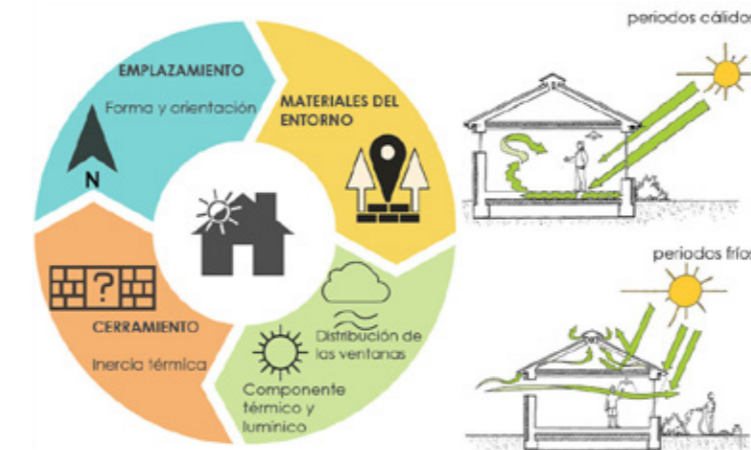 EMPLAZAMIENTO
Forma y orientación
N
MATERIALES DEL
ENTORNO
Distribución de
las ventanas
Componente
térmico y
lumínico
?
CERRAMIENTO
Inercia térmica
periodos cálidos
periodos fríos